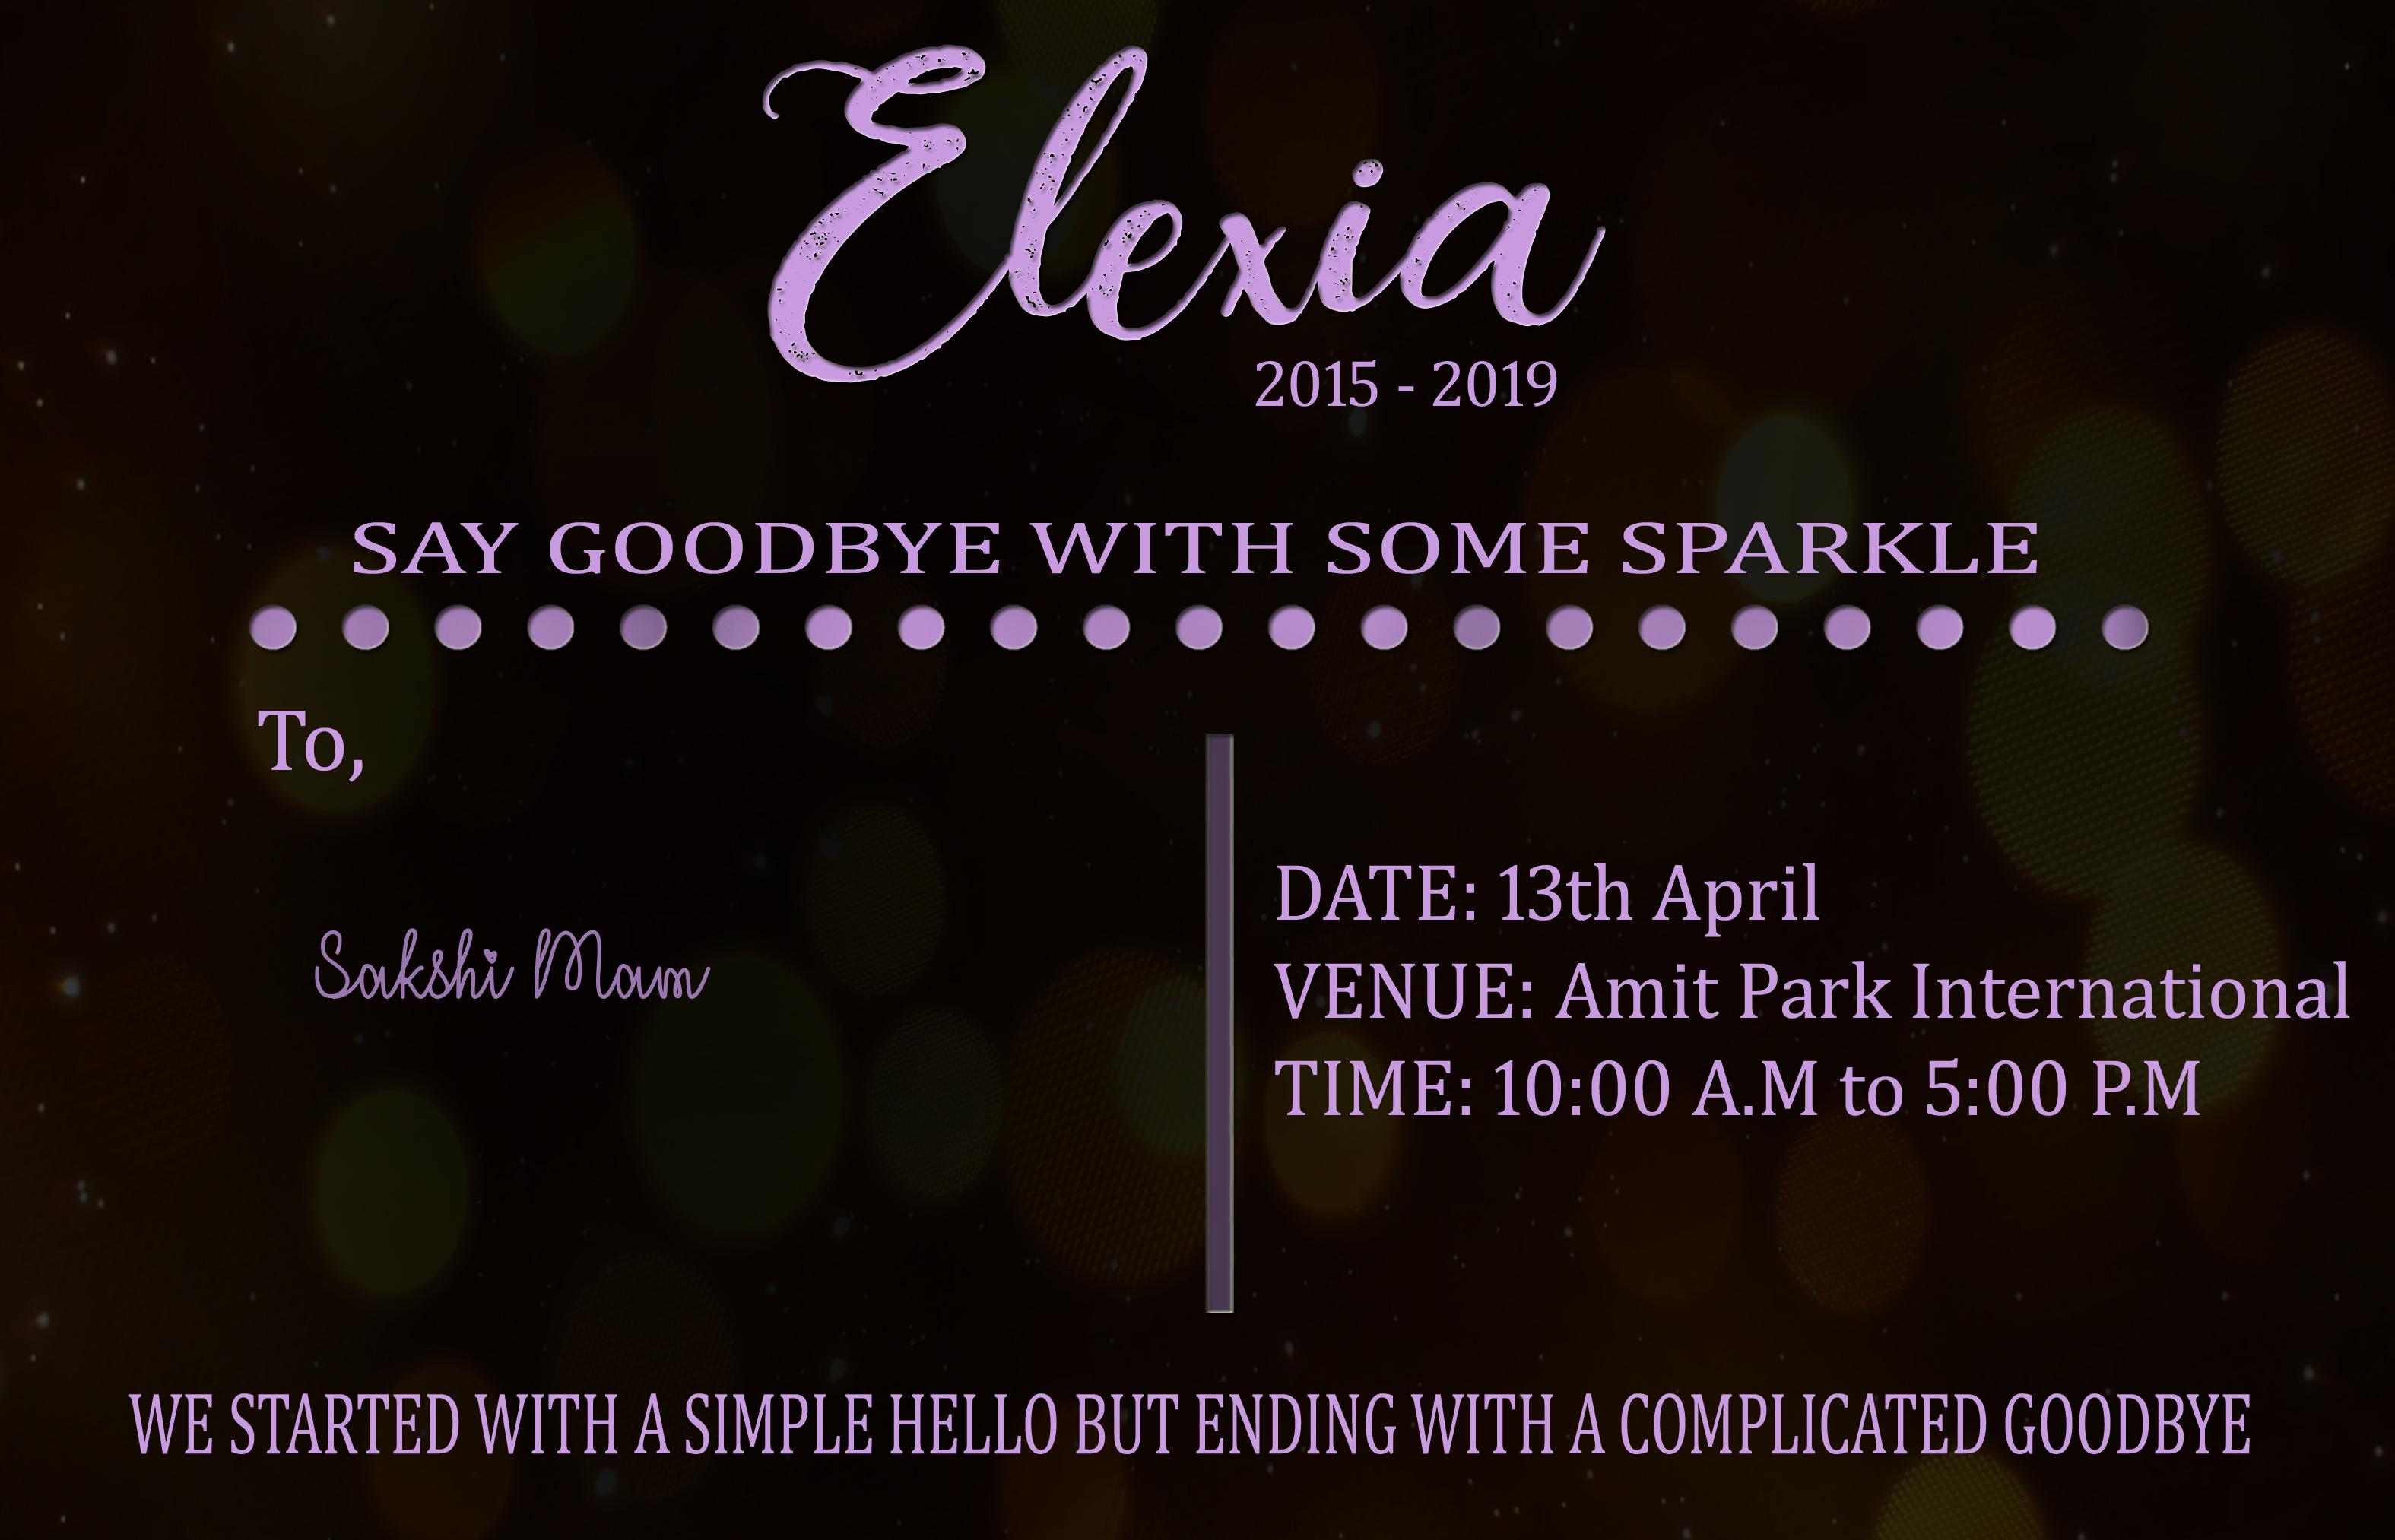 Elexia
2015 - 2019
SAY GOODBYE WITH SOME SPARKLE
To,
Sakshi Mam
DATE: 13th April
VENUE: Amit Park International
TIME: 10:00 A.M to 5:00 P.M
WE STARTED WITH A SIMPLE HELLO BUT ENDING WITH A COMPLICATED GOODBYE